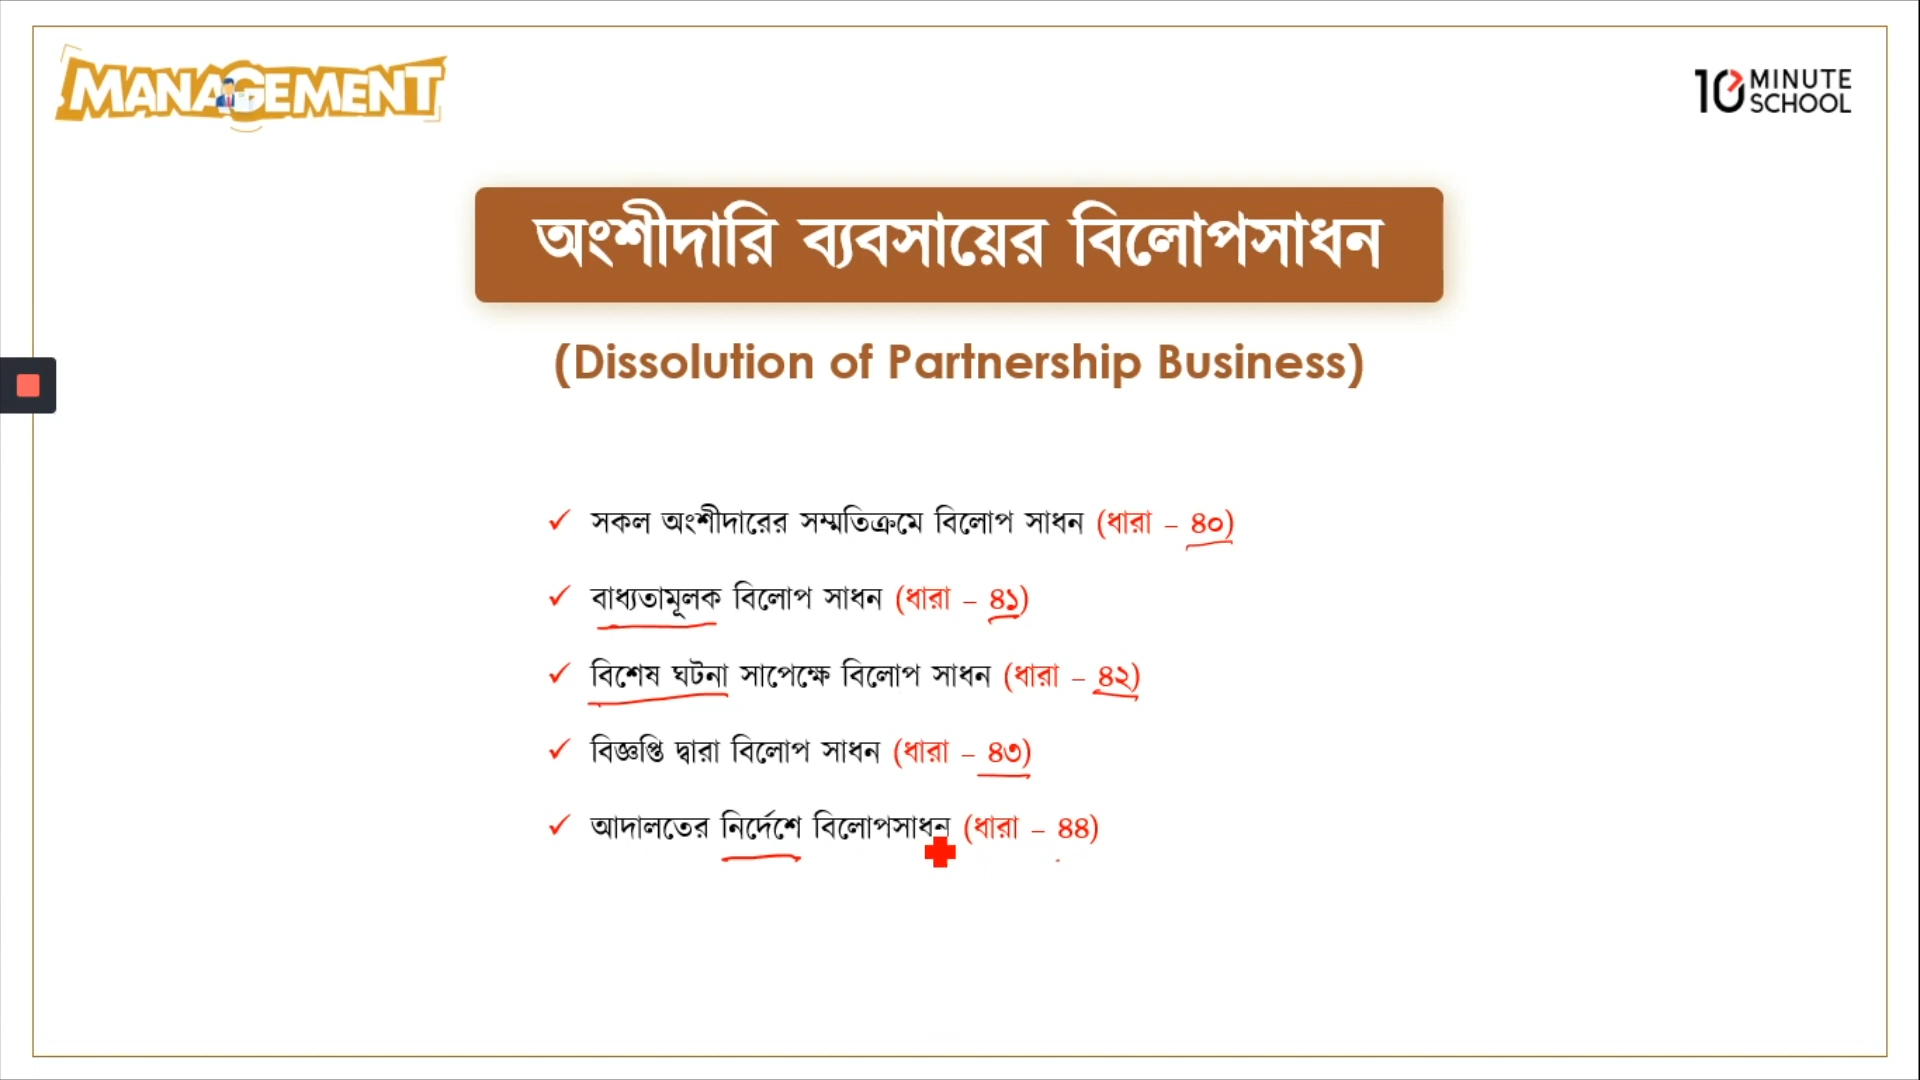 MANAGEMENT
10 MINUTE SCHOOL
অংশীদারি ব্যবসায়ের বিলোপসাধন
(Dissolution of Partnership Business)
✓ সকল অংশীদারের সম্মতিক্রমে বিলোপ সাধন (ধারা – ৪০)
✓ বাধ্যতামূলক বিলোপ সাধন (ধারা – ৪১)
✓ বিশেষ ঘটনা সাপেক্ষে বিলোপ সাধন (ধারা – ৪২)
✓ বিজ্ঞপ্তি দ্বারা বিলোপ সাধন (ধারা – ৪৩)
✓ আদালতের নির্দেশে বিলোপসাধন (ধারা – ৪৪)